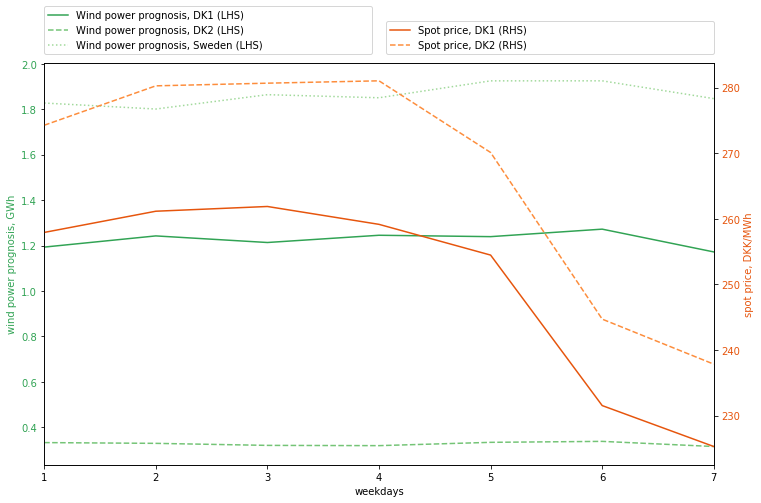 Wind power prognosis, DK1 (LHS)
Wind power prognosis, DK2 (LHS)
Wind power prognosis, Sweden (LHS)
Spot price, DK1 (RHS)
Spot price, DK2 (RHS)
wind power prognosis, GWh
2.0
1.8
1.6
1.4
1.2
1.0
0.8
0.6
0.4
280
270
260
250
240
230
spot price, DKK/MWh
1 2 3 4 5 6 7
weekdays